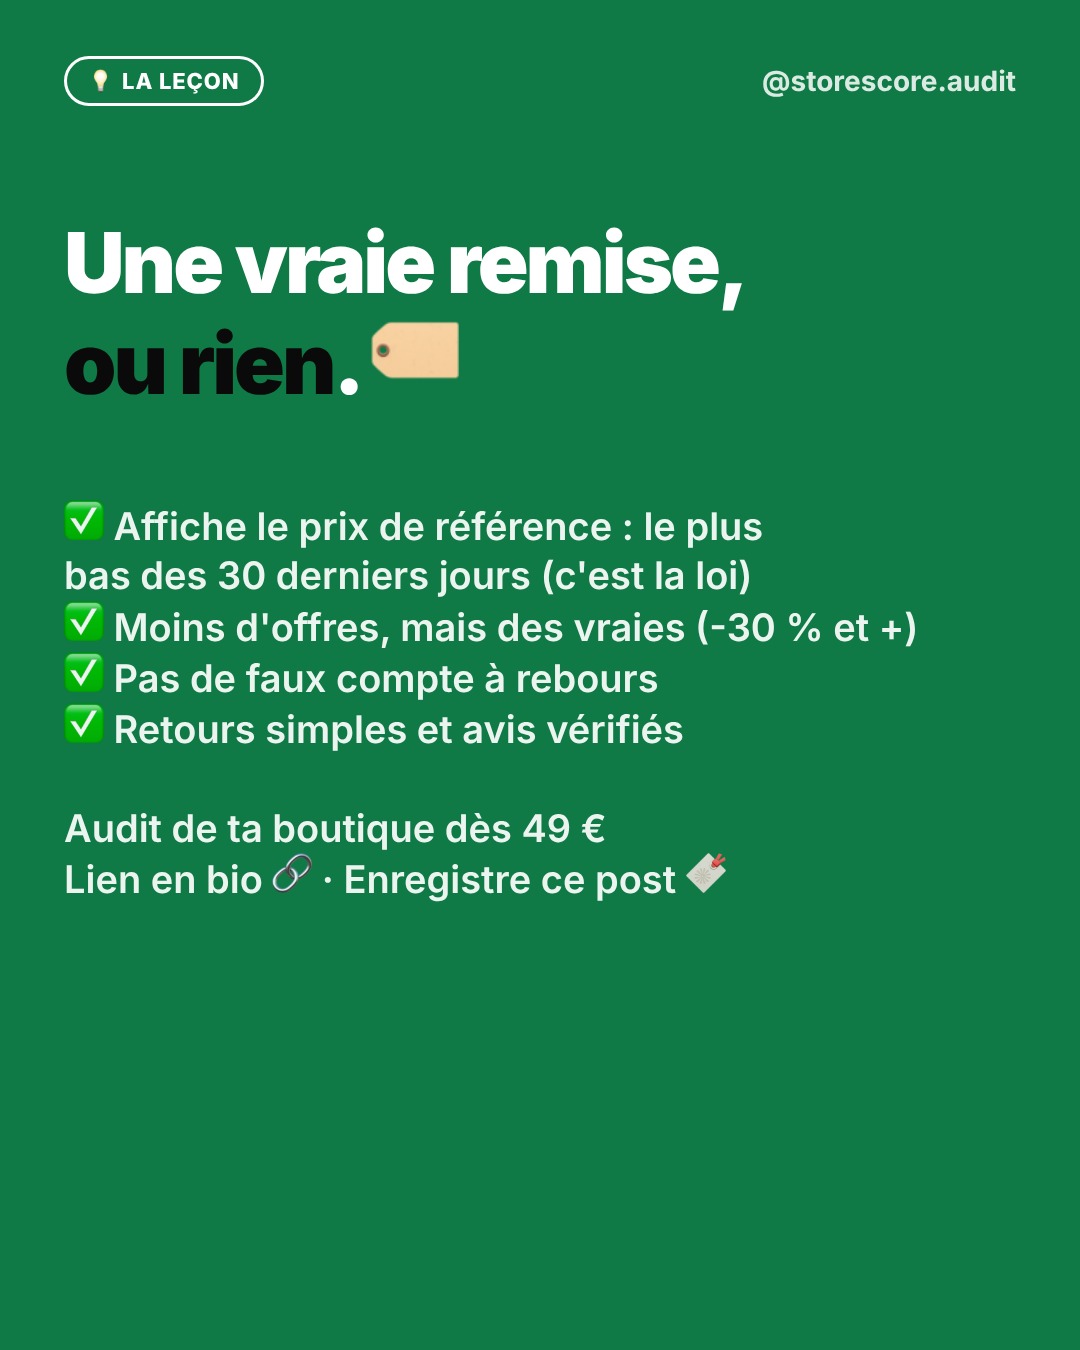 💡 LA LEÇON
@storescore.audit
Une vraie remise,
ou rien.🏷️
✅ Affiche le prix de référence : le plus
bas des 30 derniers jours (c'est la loi)
✅ Moins d'offres, mais des vraies (-30 % et +)
✅ Pas de faux compte à rebours
✅ Retours simples et avis vérifiés
Audit de ta boutique dès 49 €
Lien en bio 🔗 · Enregistre ce post 🔖